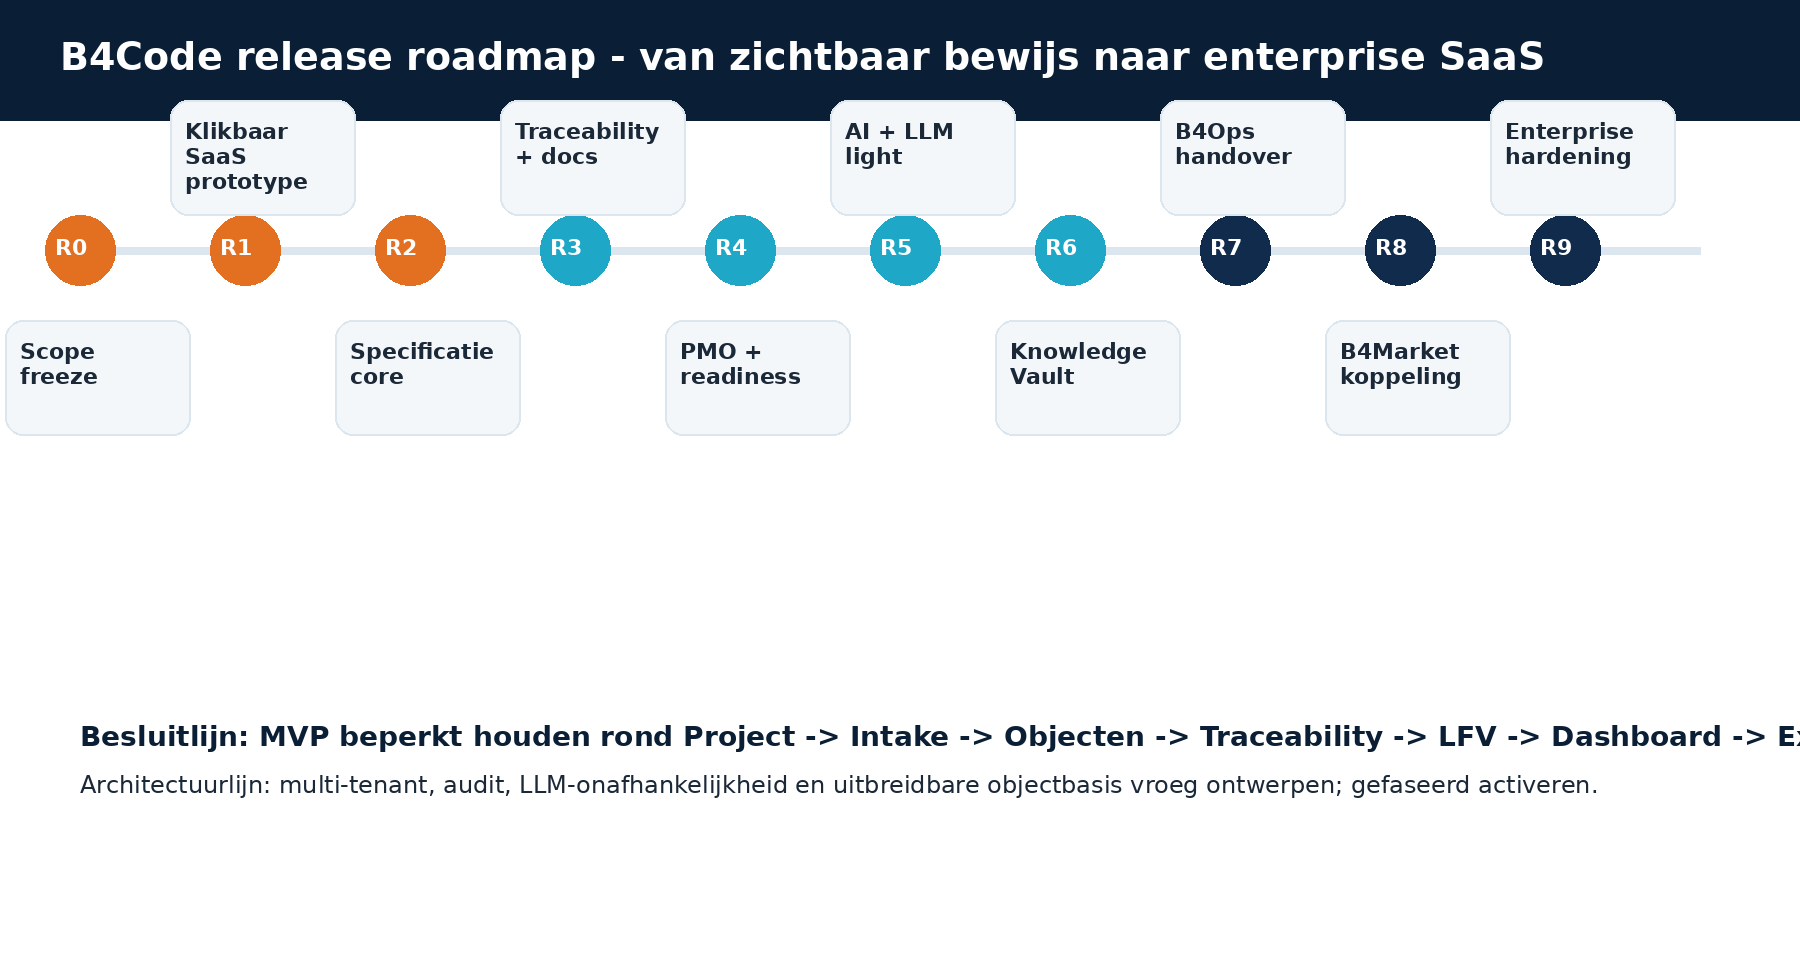 B4Code release roadmap - van zichtbaar bewijs naar enterprise SaaS
Klikbaar
SaaS
prototype
Traceability
+ docs
AI + LLM
light
B4Ops
handover
Enterprise
hardening
R0
R1
R2
R3
R4
R5
R6
R7
R8
R9
Scope
freeze
Specificatie
core
PMO +
readiness
Knowledge
Vault
B4Market
koppeling
Besluitlijn: MVP beperkt houden rond Project -> Intake -> Objecten -> Traceability -> LFV -> Dashboard ->
Architectuurlijn: multi-tenant, audit, LLM-onafhankelijkheid en uitbreidbare objectbasis vroeg ontwerpen; gefaseerd activeren.